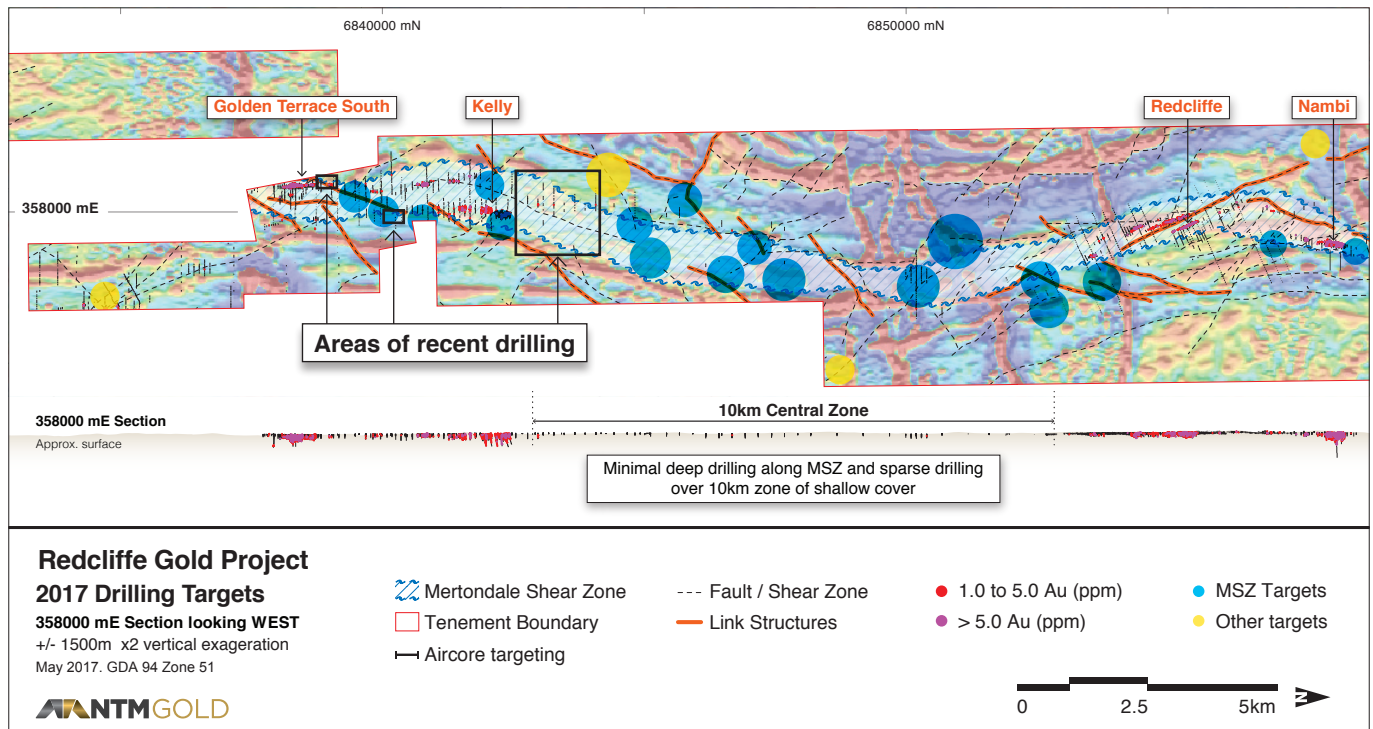 6840000 mN
6850000 mN
Golden Terrace South
Kelly
Redcliffe
Nambi
358000 mE
Areas of recent drilling
358000 mE Section
Approx. surface
10km Central Zone
Minimal deep drilling along MSZ and sparse drilling
over 10km zone of shallow cover
Redcliffe Gold Project
2017 Drilling Targets
358000 mE Section looking WEST
+/- 1500m x2 vertical exageration
May 2017. GDA 94 Zone 51
NTMGOLD
Mertondale Shear Zone
Tenement Boundary
Aircore targeting
Fault / Shear Zone
Link Structures
1.0 to 5.0 Au (ppm)
> 5.0 Au (ppm)
MSZ Targets
Other targets
0 2.5 5km
N